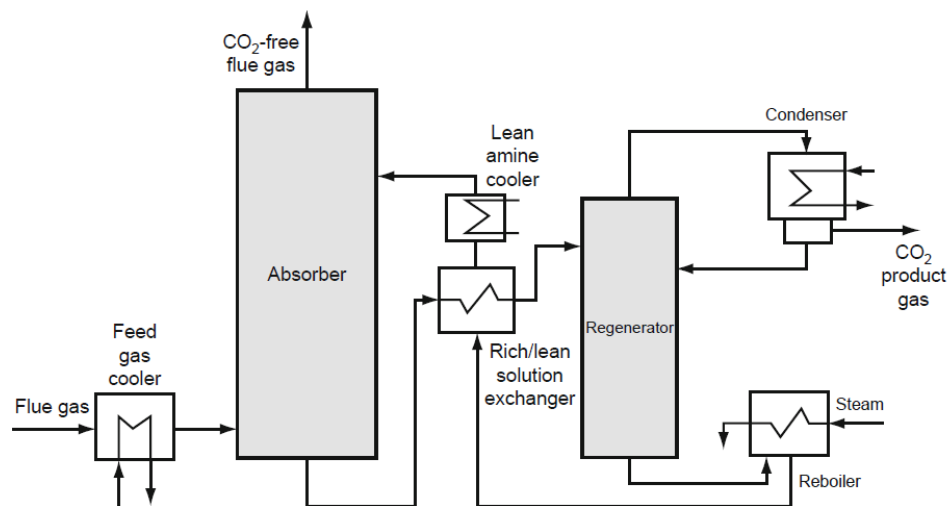 CO₂-free
flue gas
Lean
amine
cooler
Condenser
Absorber
CO₂
product
gas
Regenerator
Feed
gas
cooler
Rich/lean
solution
exchanger
Flue gas
Steam
Reboiler